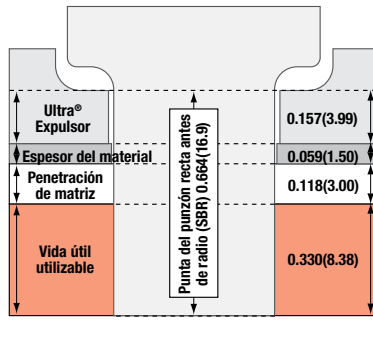 Ultra®
Expulsor
0.157(3.99)
Espesor del material
0.059(1.50)
Penetración
de matriz
0.118(3.00)
Vida útil
utilizable
0.330(8.38)
Punta del punzón recta antes
de radio (SBR) 0.664(16.9)